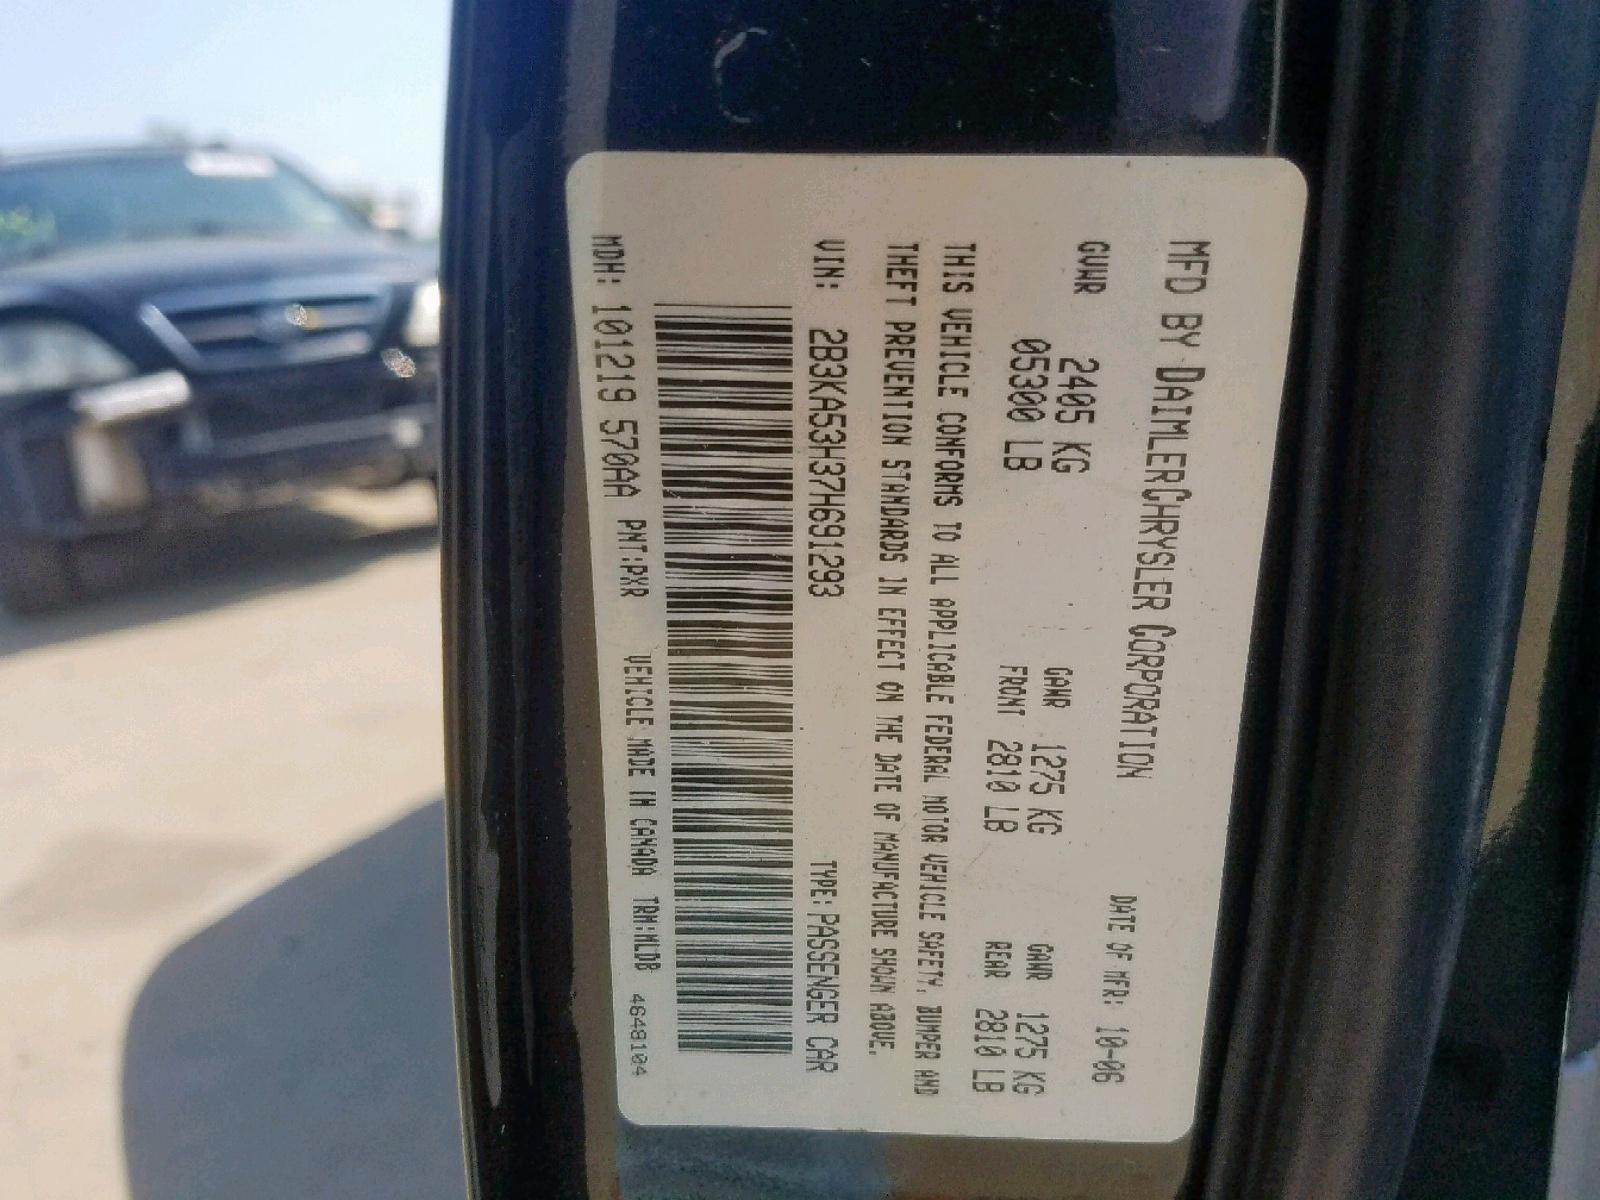 MFD BY DAIMLERCHRYSLER CORPORATION DATE OF MFR: 10-06
GVWR 2405 KG GAWR 1275 KG GAWR 1275 KG
05300 LB FRONT 2810 LB REAR 2810 LB
THIS VEHICLE CONFORMS TO ALL APPLICABLE FEDERAL MOTOR VEHICLE SAFETY, BUMPER AND
THEFT PREVENTION STANDARDS IN EFFECT ON THE DATE OF MANUFACTURE SHOWN ABOVE.
VIN: 2B3KA53H37H691293 TYPE: PASSENGER CAR
MDH: 101219 570AA PNT:PXR VEHICLE MADE IN CANADA TRM:MLD8 4648104